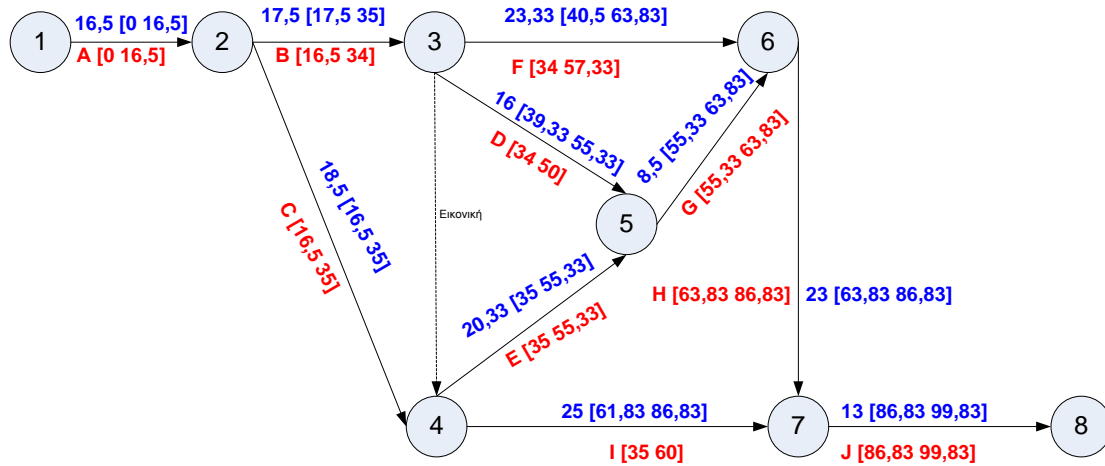 1
16,5 [0 16,5]
A [0 16,5]
2
17,5 [17,5 35]
B [16,5 34]
3
23,33 [40,5 63,83]
F [34 57,33]
6
16 [39,33 55,33]
D [34 50]
8,5 [55,33 63,83]
G [55,33 63,83]
18,5 [16,5 35]
C [16,5 35]
Εικονική
5
20,33 [35 55,33]
E [35 55,33]
H [63,83 86,83]
23 [63,83 86,83]
4
25 [61,83 86,83]
I [35 60]
7
13 [86,83 99,83]
J [86,83 99,83]
8